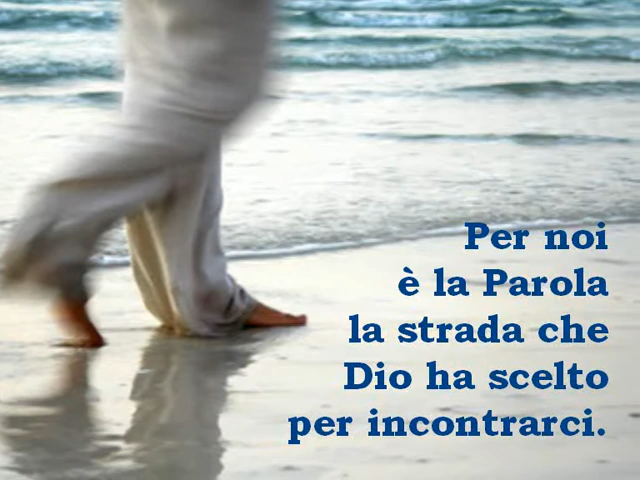 Per noi
è la Parola
la strada che
Dio ha scelto
per incontrarci.